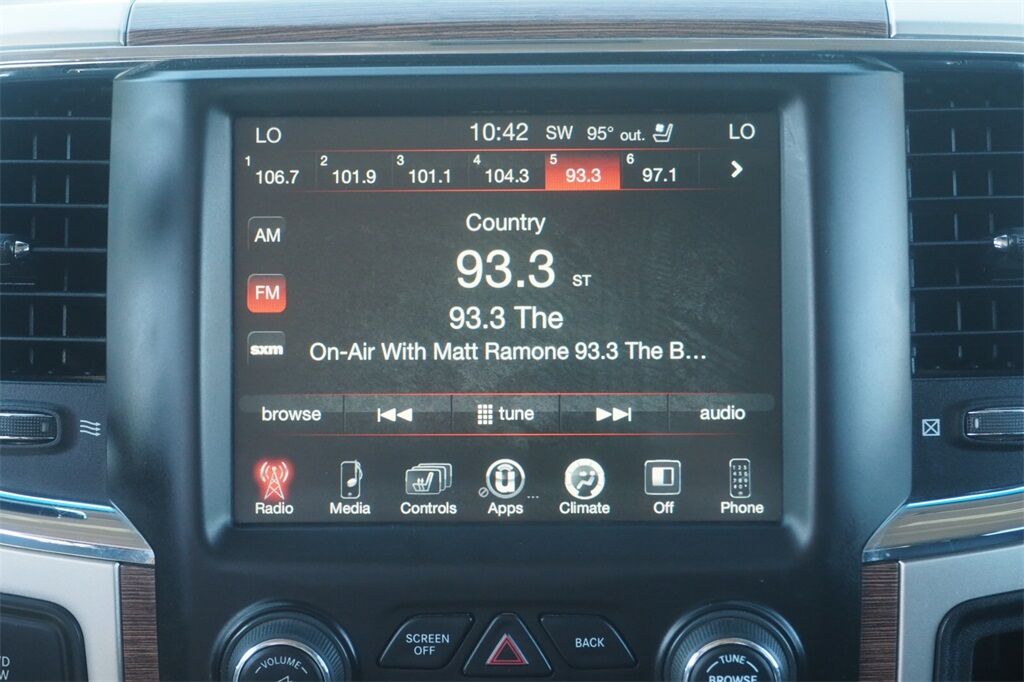 LO 10:42 SW 95° out. LO
1 106.7 2 101.9 3 101.1 4 104.3 5 93.3 6 97.1
Country
AM
93.3 ST
FM
93.3 The
sxm
On-Air With Matt Ramone 93.3 The B...
browse tune audio
Radio Media Controls Apps ... Climate Off Phone
SCREEN
OFF
BACK
VOLUME
TUNE
BROWSE